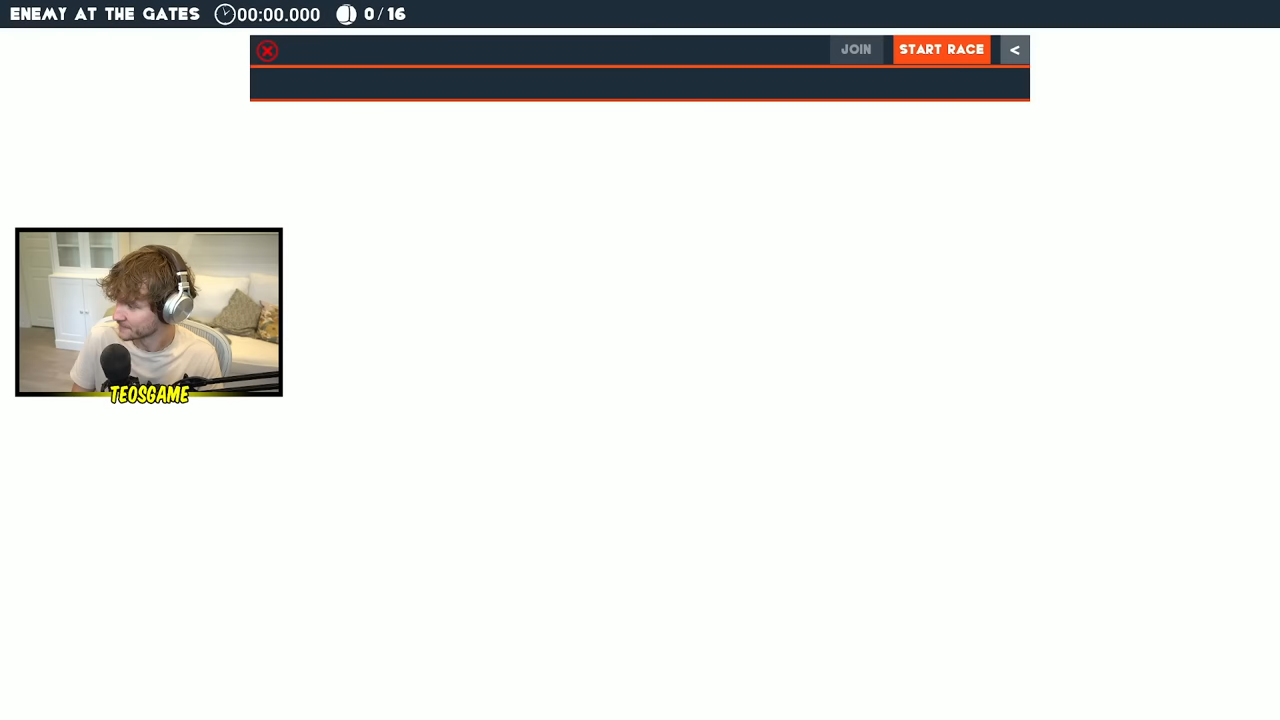 ENEMY AT THE GATES 00:00.000 0 / 16
JOIN START RACE <
TEOSGAME